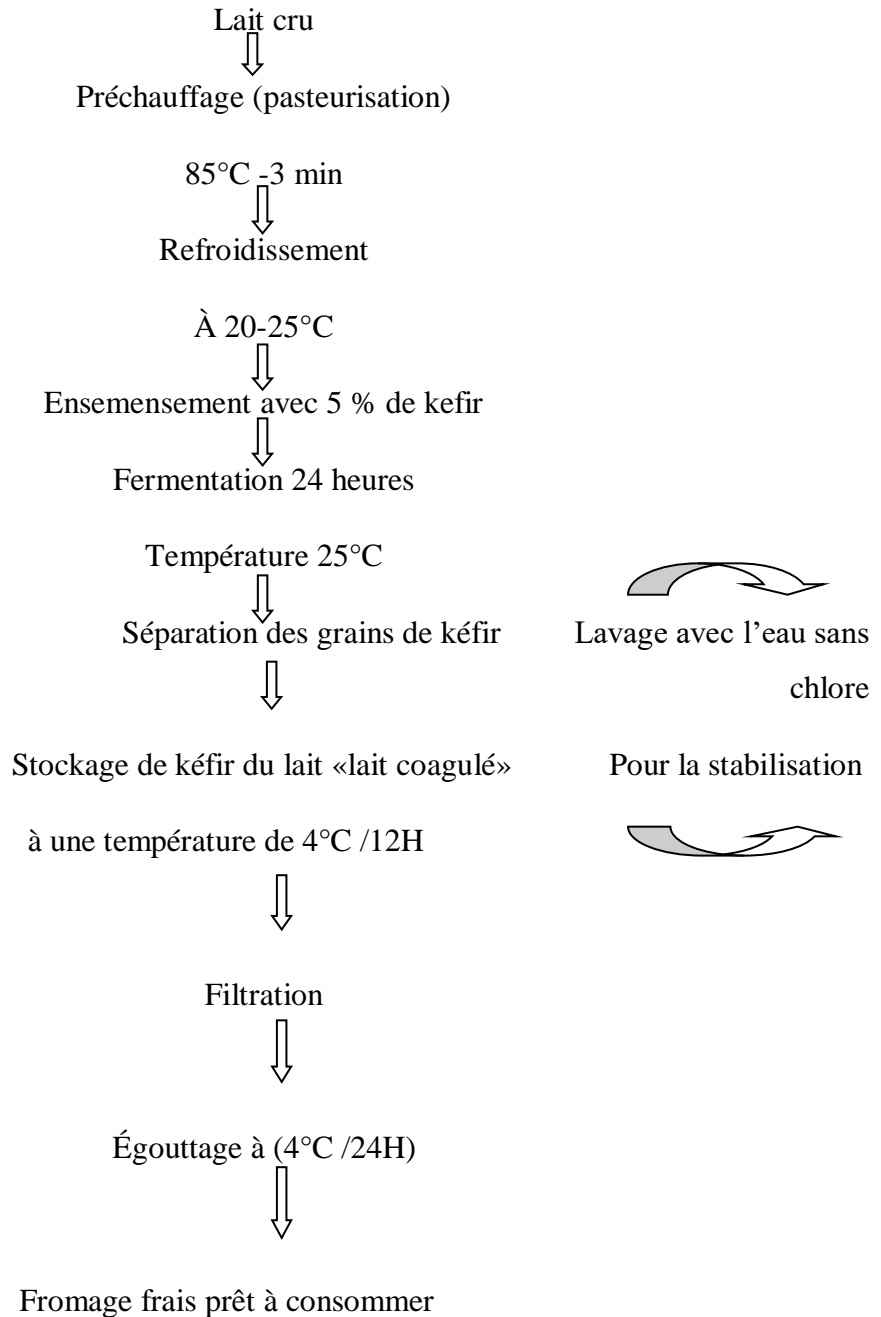 Lait cru
Préchauffage (pasteurisation)
85°C -3 min
Refroidissement
À 20-25°C
Ensemensement avec 5 % de kefir
Fermentation 24 heures
Température 25°C
Séparation des grains de kéfir
Lavage avec l’eau sans
chlore
Stockage de kéfir du lait «lait coagulé»
Pour la stabilisation
à une température de 4°C /12H
Filtration
Égouttage à (4°C /24H)
Fromage frais prêt à consommer